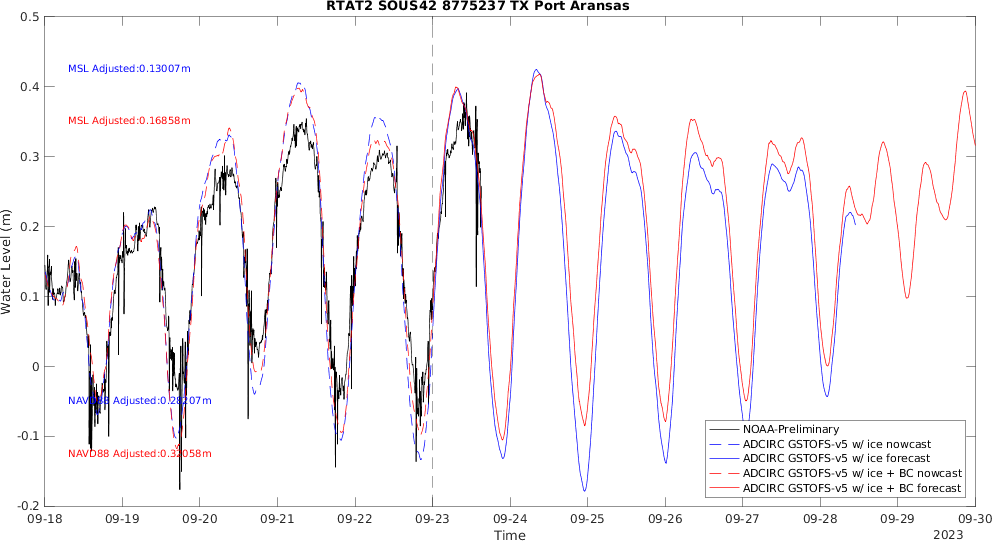 RTAT2 SOUS42 8775237 TX Port Aransas
0.5
0.4
0.3
0.2
0.1
0
-0.1
-0.2
Water Level (m)
MSL Adjusted:0.13007m
MSL Adjusted:0.16858m
NAVD88 Adjusted:0.28207m
NAVD88 Adjusted:0.32058m
NOAA-Preliminary
ADCIRC GSTOFS-v5 w/ ice nowcast
ADCIRC GSTOFS-v5 w/ ice forecast
ADCIRC GSTOFS-v5 w/ ice + BC nowcast
ADCIRC GSTOFS-v5 w/ ice + BC forecast
09-18 09-19 09-20 09-21 09-22 09-23 09-24 09-25 09-26 09-27 09-28 09-29 09-30
Time
2023